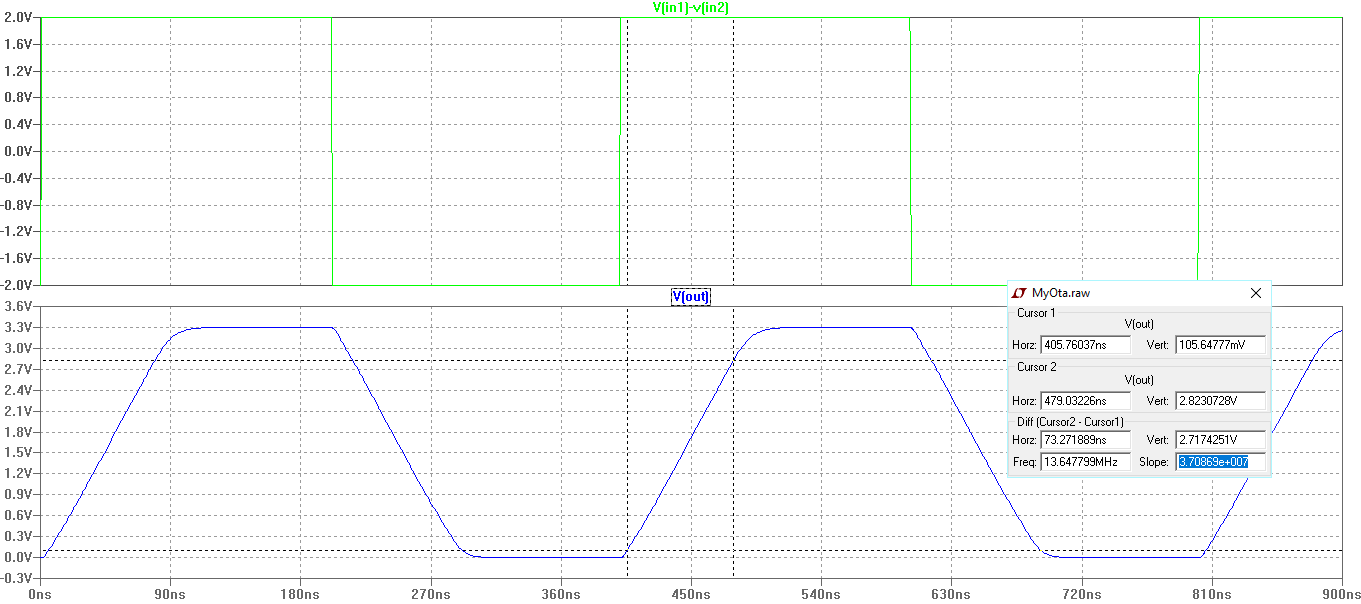 V(in1)-v(in2)
2.0V
1.6V
1.2V
0.8V
0.4V
0.0V
-0.4V
-0.8V
-1.2V
-1.6V
-2.0V
V(out)
3.6V
3.3V
3.0V
2.7V
2.4V
2.1V
1.8V
1.5V
1.2V
0.9V
0.6V
0.3V
0.0V
-0.3V
0ns 90ns 180ns 270ns 360ns 450ns 540ns 630ns 720ns 810ns 900ns
MyOta.raw
Cursor 1
V(out)
Horz: 405.76037ns Vert: 105.64777mV
Cursor 2
V(out)
Horz: 479.03226ns Vert: 2.8230728V
Diff (Cursor2 - Cursor1)
Horz: 73.271889ns Vert: 2.7174251V
Freq: 13.647799MHz Slope: 3.70869e+007